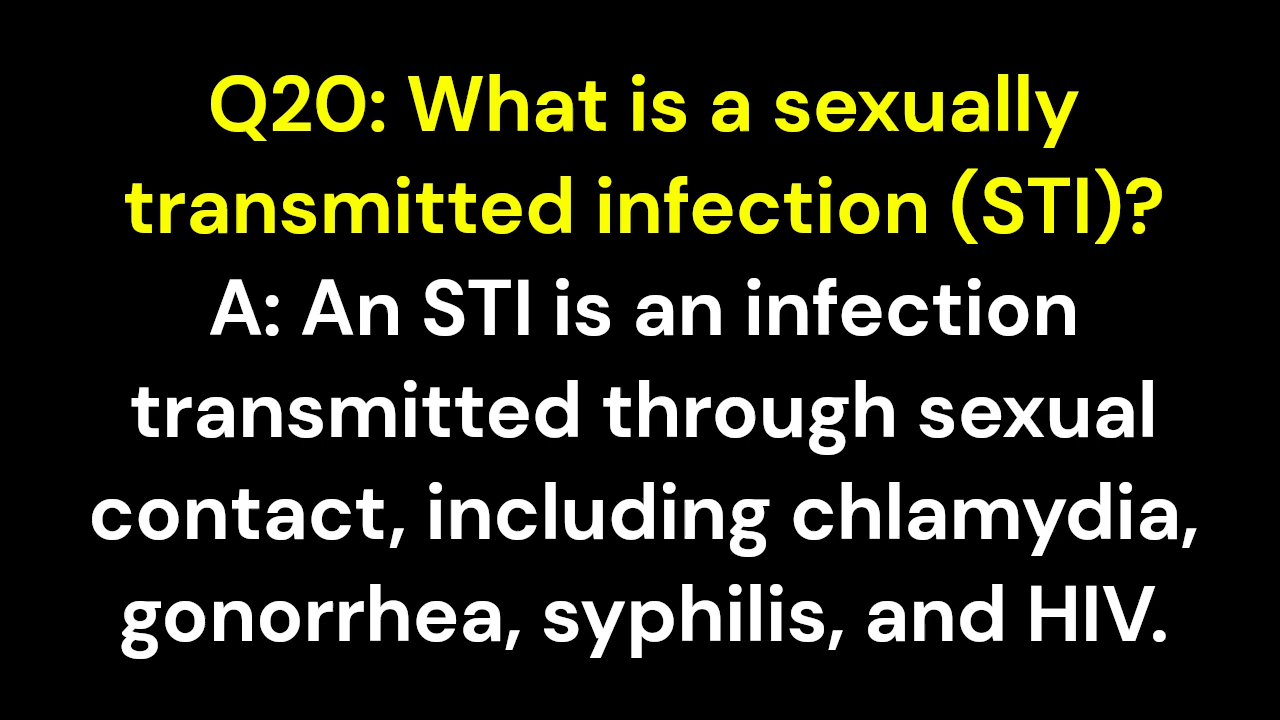 Q20: What is a sexually
transmitted infection (STI)?
A: An STI is an infection
transmitted through sexual
contact, including chlamydia,
gonorrhea, syphilis, and HIV.